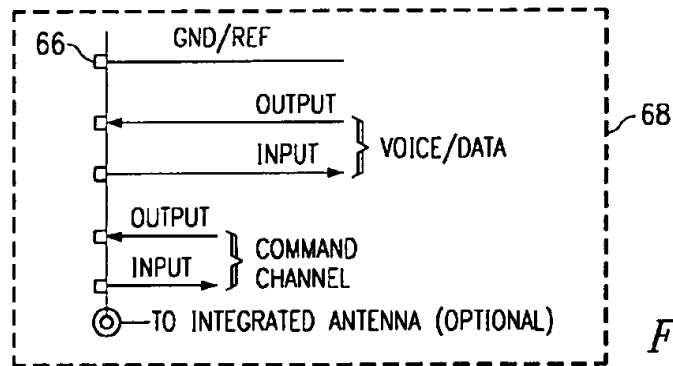 66
GND/REF
OUTPUT
68
VOICE/DATA
INPUT
OUTPUT
COMMAND
CHANNEL
INPUT
TO INTEGRATED ANTENNA (OPTIONAL)
F